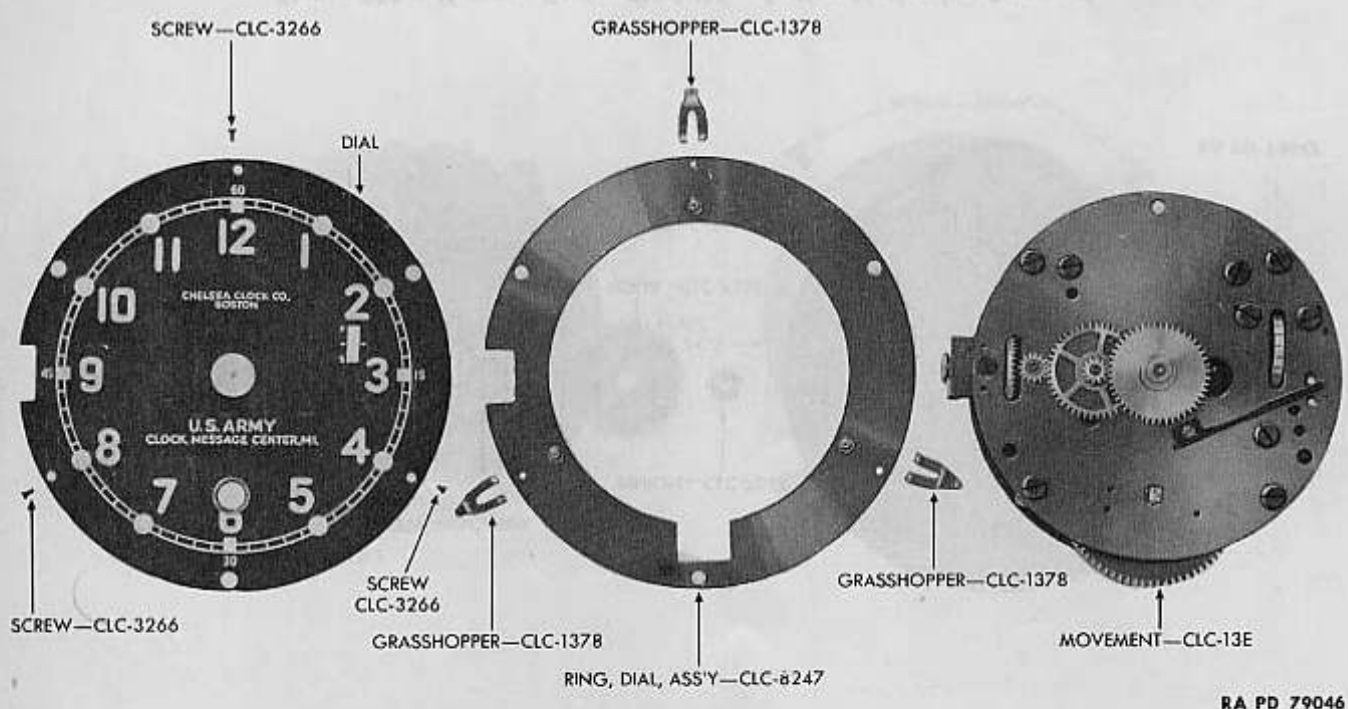 SCREW—CLC-3266
GRASSHOPPER—CLC-1378
DIAL
60
12
11
1
10
2
CHELSEA CLOCK CO.
BOSTON
45
9
3
15
U.S. ARMY
CLOCK, MESSAGE CENTER, M1.
8
4
7
5
6
30
SCREW—CLC-3266
SCREW
CLC-3266
GRASSHOPPER—CLC-1378
GRASSHOPPER—CLC-1378
RING, DIAL, ASS'Y—CLC-8247
MOVEMENT—CLC-13E
RA PD 79046